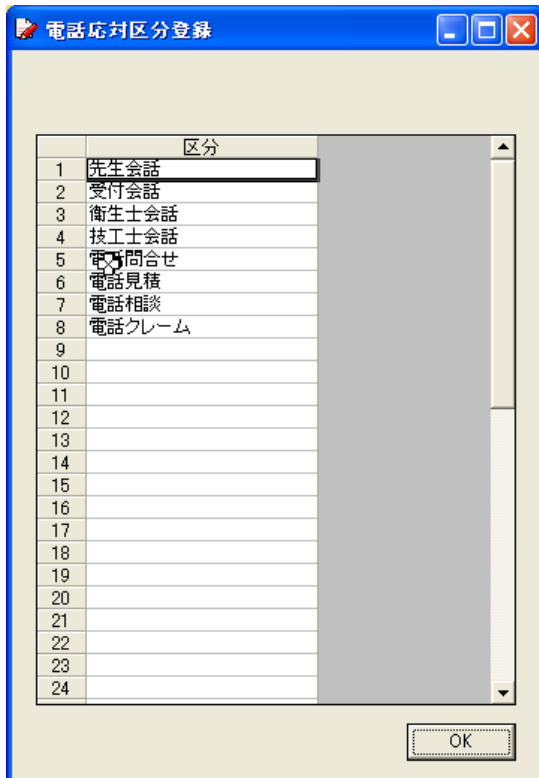 電話応対区分登録
区分
1 先生会話
2 受付会話
3 衛生士会話
4 技工士会話
5 電話問合せ
6 電話見積
7 電話相談
8 電話クレーム
9
10
11
12
13
14
15
16
17
18
19
20
21
22
23
24
OK